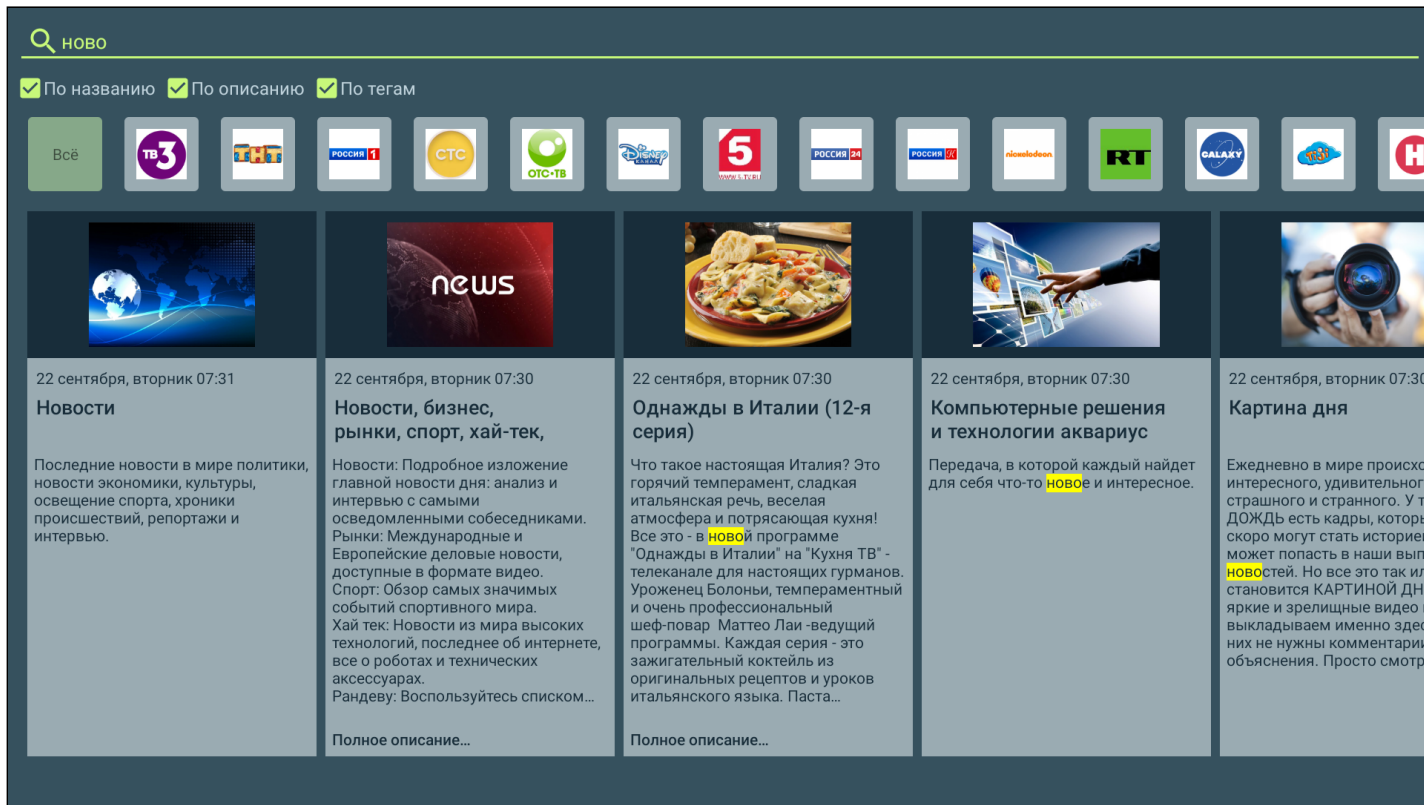 ново
По названию По описанию По тегам
Всё
ТВ3
ТНТ
РОССИЯ 1
СТС
ОТС-ТВ
Disney
КАНАЛ
5
WWW.5-TV.RU
РОССИЯ 24
РОССИЯ К
nickelodeon
RT
GALAXY
TiJi
Н
news
22 сентября, вторник 07:31
Новости
Последние новости в мире политики,
новости экономики, культуры,
освещение спорта, хроники
происшествий, репортажи и
интервью.
22 сентября, вторник 07:30
Новости, бизнес,
рынки, спорт, хай-тек,
Новости: Подробное изложение
главной новости дня: анализ и
интервью с самыми
осведомленными собеседниками.
Рынки: Международные и
Европейские деловые новости,
доступные в формате видео.
Спорт: Обзор самых значимых
событий спортивного мира.
Хай тек: Новости из мира высоких
технологий, последнее об интернете,
все о роботах и технических
аксессуарах.
Рандеву: Воспользуйтесь списком...
Полное описание...
22 сентября, вторник 07:30
Однажды в Италии (12-я
серия)
Что такое настоящая Италия? Это
горячий темперамент, сладкая
итальянская речь, веселая
атмосфера и потрясающая кухня!
Все это - в новой программе
"Однажды в Италии" на "Кухня ТВ" -
телеканале для настоящих гурманов.
Уроженец Болоньи, темпераментный
и очень профессиональный
шеф-повар Маттео Лаи -ведущий
программы. Каждая серия - это
зажигательный коктейль из
оригинальных рецептов и уроков
итальянского языка. Паста...
Полное описание...
22 сентября, вторник 07:30
Компьютерные решения
и технологии аквариус
Передача, в которой каждый найдет
для себя что-то новое и интересное.
22 сентября, вторник 07:30
Картина дня
Ежедневно в мире происхо
интересного, удивительног
страшного и странного. У т
ДОЖДЬ есть кадры, которы
скоро могут стать историей
может попасть в наши вып
новостей. Но все это так ил
становится КАРТИНОЙ ДН
яркие и зрелищные видео
выкладываем именно здес
них не нужны комментарии
объяснения. Просто смотр